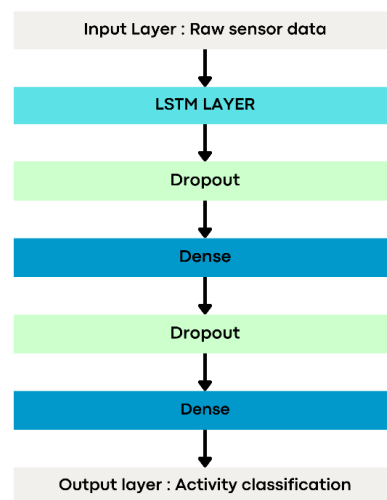 Input Layer : Raw sensor data
LSTM LAYER
Dropout
Dense
Dropout
Dense
Output layer : Activity classification